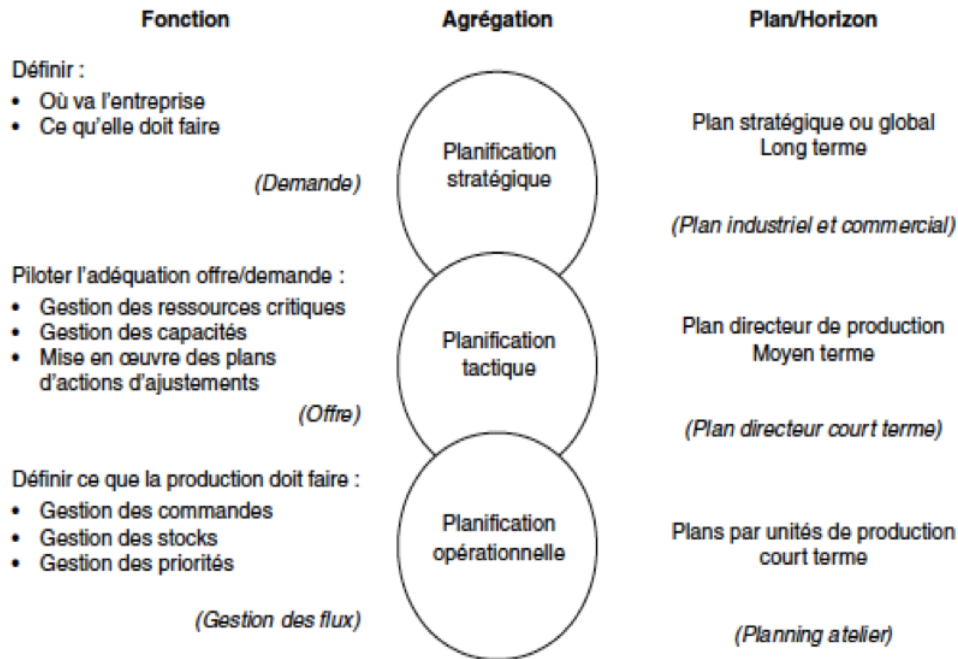 Fonction
Agrégation
Plan/Horizon
Définir :
• Où va l'entreprise
• Ce qu'elle doit faire
(Demande)
Planification
stratégique
Plan stratégique ou global
Long terme
(Plan industriel et commercial)
Piloter l'adéquation offre/demande :
• Gestion des ressources critiques
• Gestion des capacités
• Mise en œuvre des plans
d'actions d'ajustements
(Offre)
Planification
tactique
Plan directeur de production
Moyen terme
(Plan directeur court terme)
Définir ce que la production doit faire :
• Gestion des commandes
• Gestion des stocks
• Gestion des priorités
(Gestion des flux)
Planification
opérationnelle
Plans par unités de production
court terme
(Planning atelier)